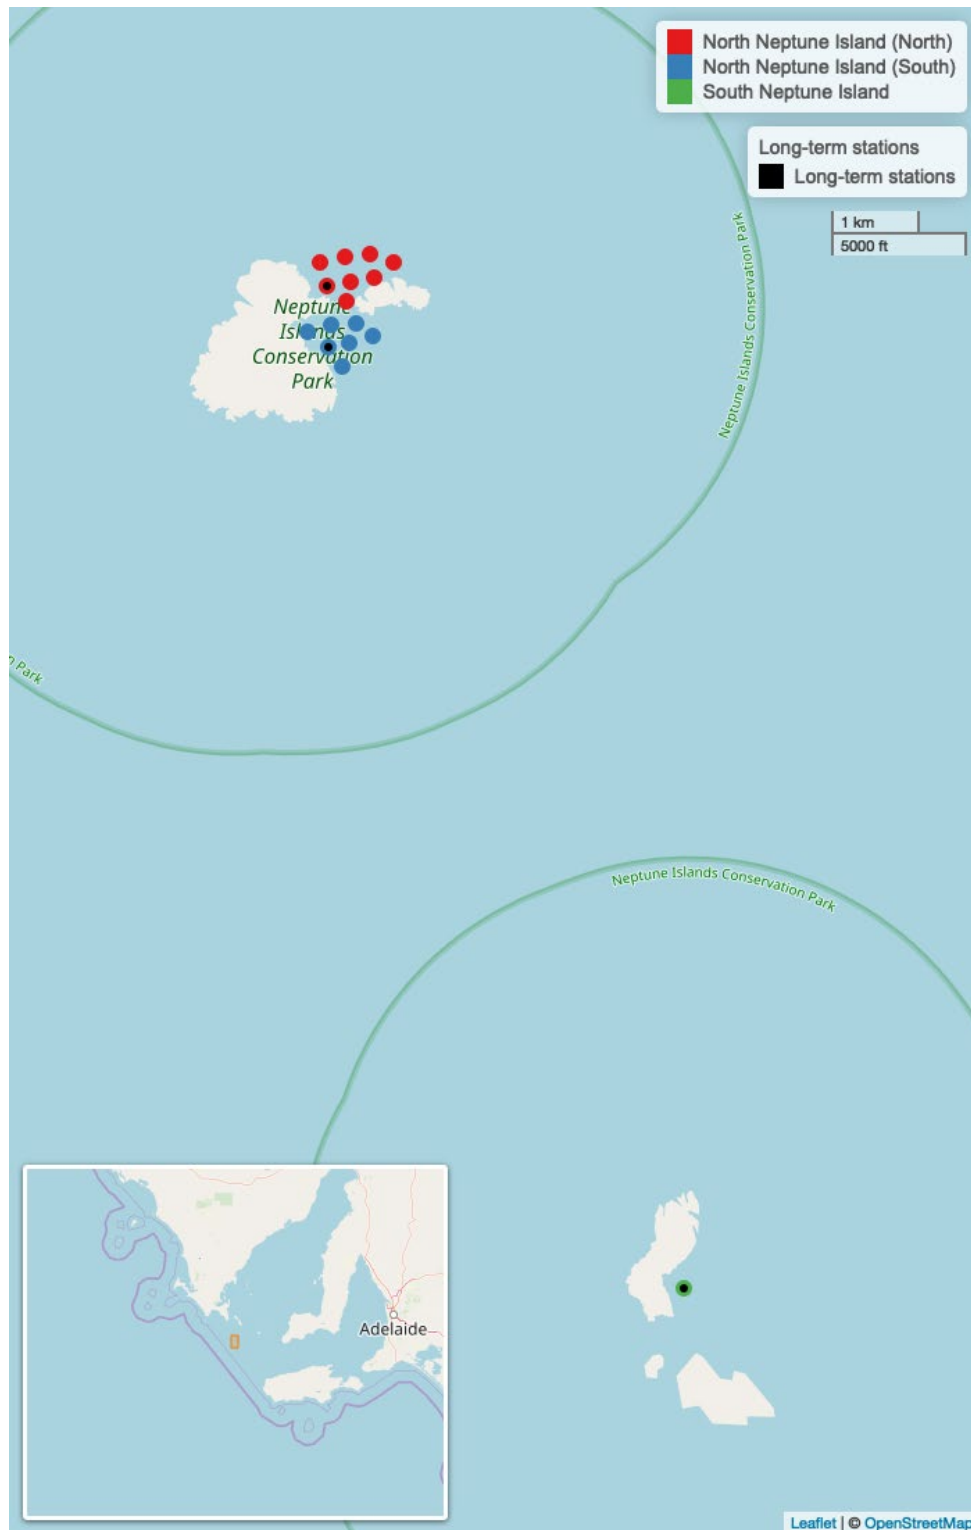 North Neptune Island (North)
North Neptune Island (South)
South Neptune Island
Long-term stations
Long-term stations
1 km
5000 ft
Neptune Islands Conservation Park
Neptune
Islands
Conservation
Park
Park
Neptune Islands Conservation Park
Adelaide
Leaflet | © OpenStreetMap